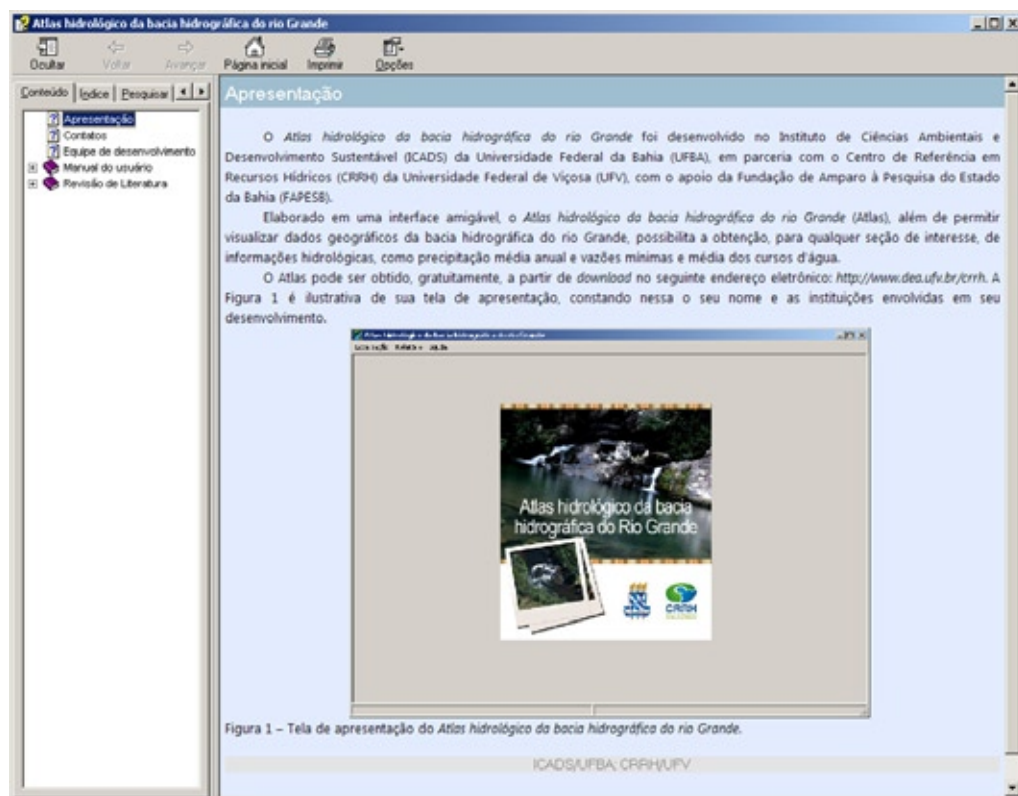 Atlas hidrológico da bacia hidrográfica do rio Grande
Ocultar Voltar Avançar Página inicial Imprimir Opções
Conteúdo Índice Pesquisar
Apresentação
Contatos
Equipe de desenvolvimento
Manual do usuário
Revisão de Literatura
Apresentação
O Atlas hidrológico da bacia hidrográfica do rio Grande foi desenvolvido no Instituto de Ciências Ambientais e
Desenvolvimento Sustentável (ICADS) da Universidade Federal da Bahia (UFBA), em parceria com o Centro de Referência em
Recursos Hídricos (CRRH) da Universidade Federal de Viçosa (UFV), com o apoio da Fundação de Amparo à Pesquisa do Estado
da Bahia (FAPESB).
Elaborado em uma interface amigável, o Atlas hidrológico da bacia hidrográfica do rio Grande (Atlas), além de permitir
visualizar dados geográficos da bacia hidrográfica do rio Grande, possibilita a obtenção, para qualquer seção de interesse, de
informações hidrológicas, como precipitação média anual e vazões mínimas e média dos cursos d'água.
O Atlas pode ser obtido, gratuitamente, a partir de download no seguinte endereço eletrônico: http://www.dea.ufv.br/crrh. A
Figura 1 é ilustrativa de sua tela de apresentação, constando nessa o seu nome e as instituições envolvidas em seu
desenvolvimento.
Atlas hidrológico da bacia hidrográfica do rio Grande
Atlas hidrológico da bacia
hidrográfica do Rio Grande
CRRH
Figura 1 – Tela de apresentação do Atlas hidrológico da bacia hidrográfica do rio Grande.
ICADS/UFBA; CRRH/UFV